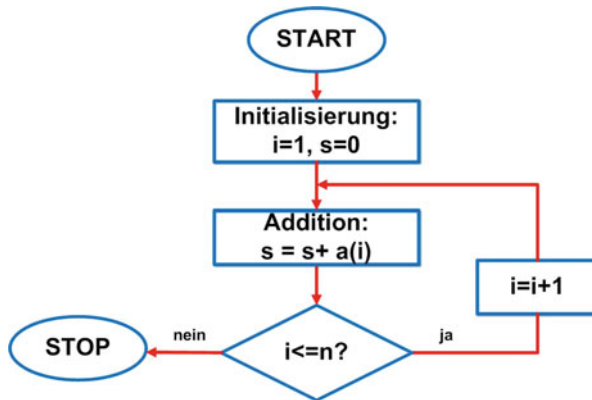 START
Initialisierung:
i=1, s=0
Addition:
s = s+ a(i)
i=i+1
nein
ja
STOP
i<=n?